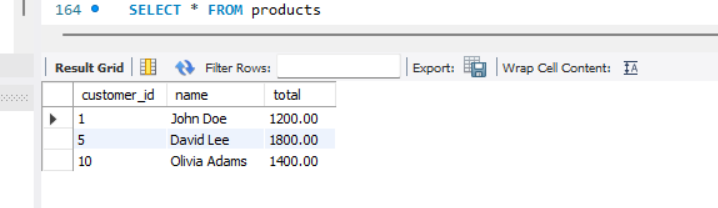 164 SELECT * FROM products
Result Grid Filter Rows: Export: Wrap Cell Content: IA
customer_id name total
1 John Doe 1200.00
5 David Lee 1800.00
10 Olivia Adams 1400.00